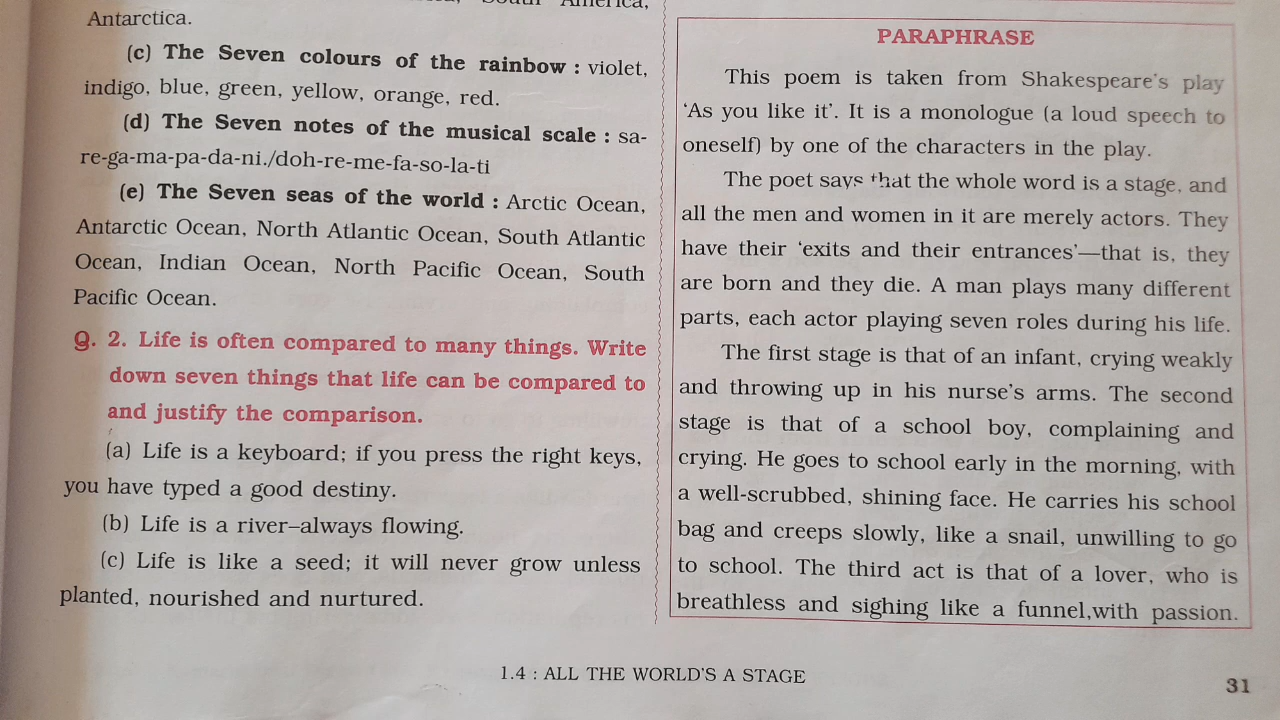 South America,
Antarctica.
(c) The Seven colours of the rainbow : violet,
indigo, blue, green, yellow, orange, red.
(d) The Seven notes of the musical scale : sa-
re-ga-ma-pa-da-ni./doh-re-me-fa-so-la-ti
(e) The Seven seas of the world : Arctic Ocean,
Antarctic Ocean, North Atlantic Ocean, South Atlantic
Ocean, Indian Ocean, North Pacific Ocean, South
Pacific Ocean.
Q. 2. Life is often compared to many things. Write
down seven things that life can be compared to
and justify the comparison.
(a) Life is a keyboard; if you press the right keys,
you have typed a good destiny.
(b) Life is a river–always flowing.
(c) Life is like a seed; it will never grow unless
planted, nourished and nurtured.
PARAPHRASE
This poem is taken from Shakespeare's play
'As you like it'. It is a monologue (a loud speech to
oneself) by one of the characters in the play.
The poet says that the whole word is a stage, and
all the men and women in it are merely actors. They
have their 'exits and their entrances'—that is, they
are born and they die. A man plays many different
parts, each actor playing seven roles during his life.
The first stage is that of an infant, crying weakly
and throwing up in his nurse's arms. The second
stage is that of a school boy, complaining and
crying. He goes to school early in the morning, with
a well-scrubbed, shining face. He carries his school
bag and creeps slowly, like a snail, unwilling to go
to school. The third act is that of a lover, who is
breathless and sighing like a funnel,with passion.
1.4 : ALL THE WORLD'S A STAGE
31